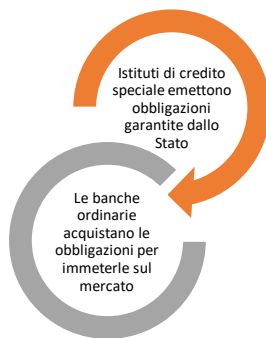 Istituti di credito
speciale emettono
obbligazioni
garantite dallo
Stato
Le banche
ordinarie
acquistano le
obbligazioni per
immeterle sul
mercato